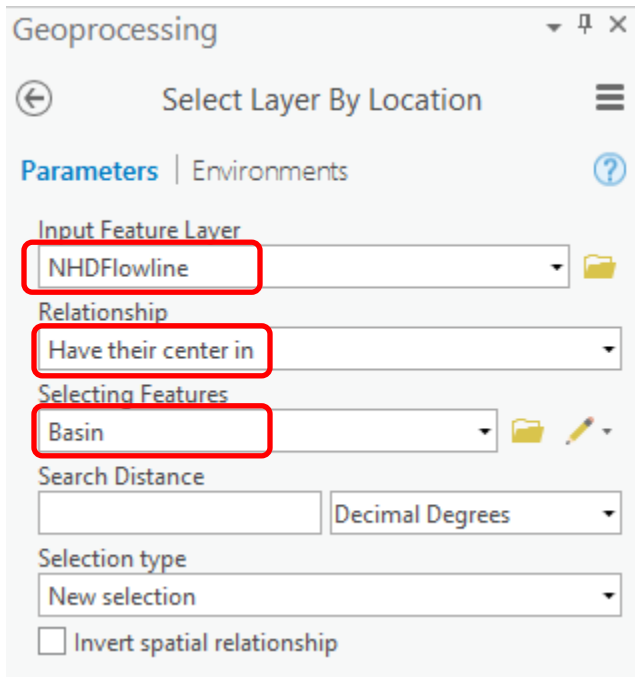 Geoprocessing
Select Layer By Location
Parameters | Environments
Input Feature Layer
NHDFlowline
Relationship
Have their center in
Selecting Features
Basin
Search Distance
Decimal Degrees
Selection type
New selection
Invert spatial relationship